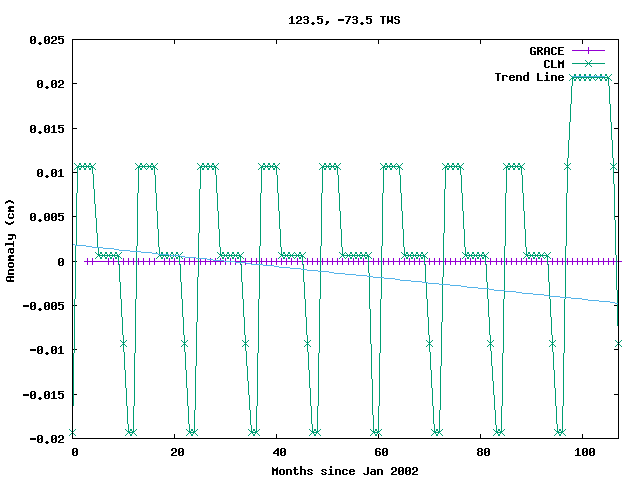 123.5, -73.5 TWS
GRACE
CLM
Trend Line
Anomaly (cm)
0.025
0.02
0.015
0.01
0.005
0
-0.005
-0.01
-0.015
-0.02
0 20 40 60 80 100
Months since Jan 2002